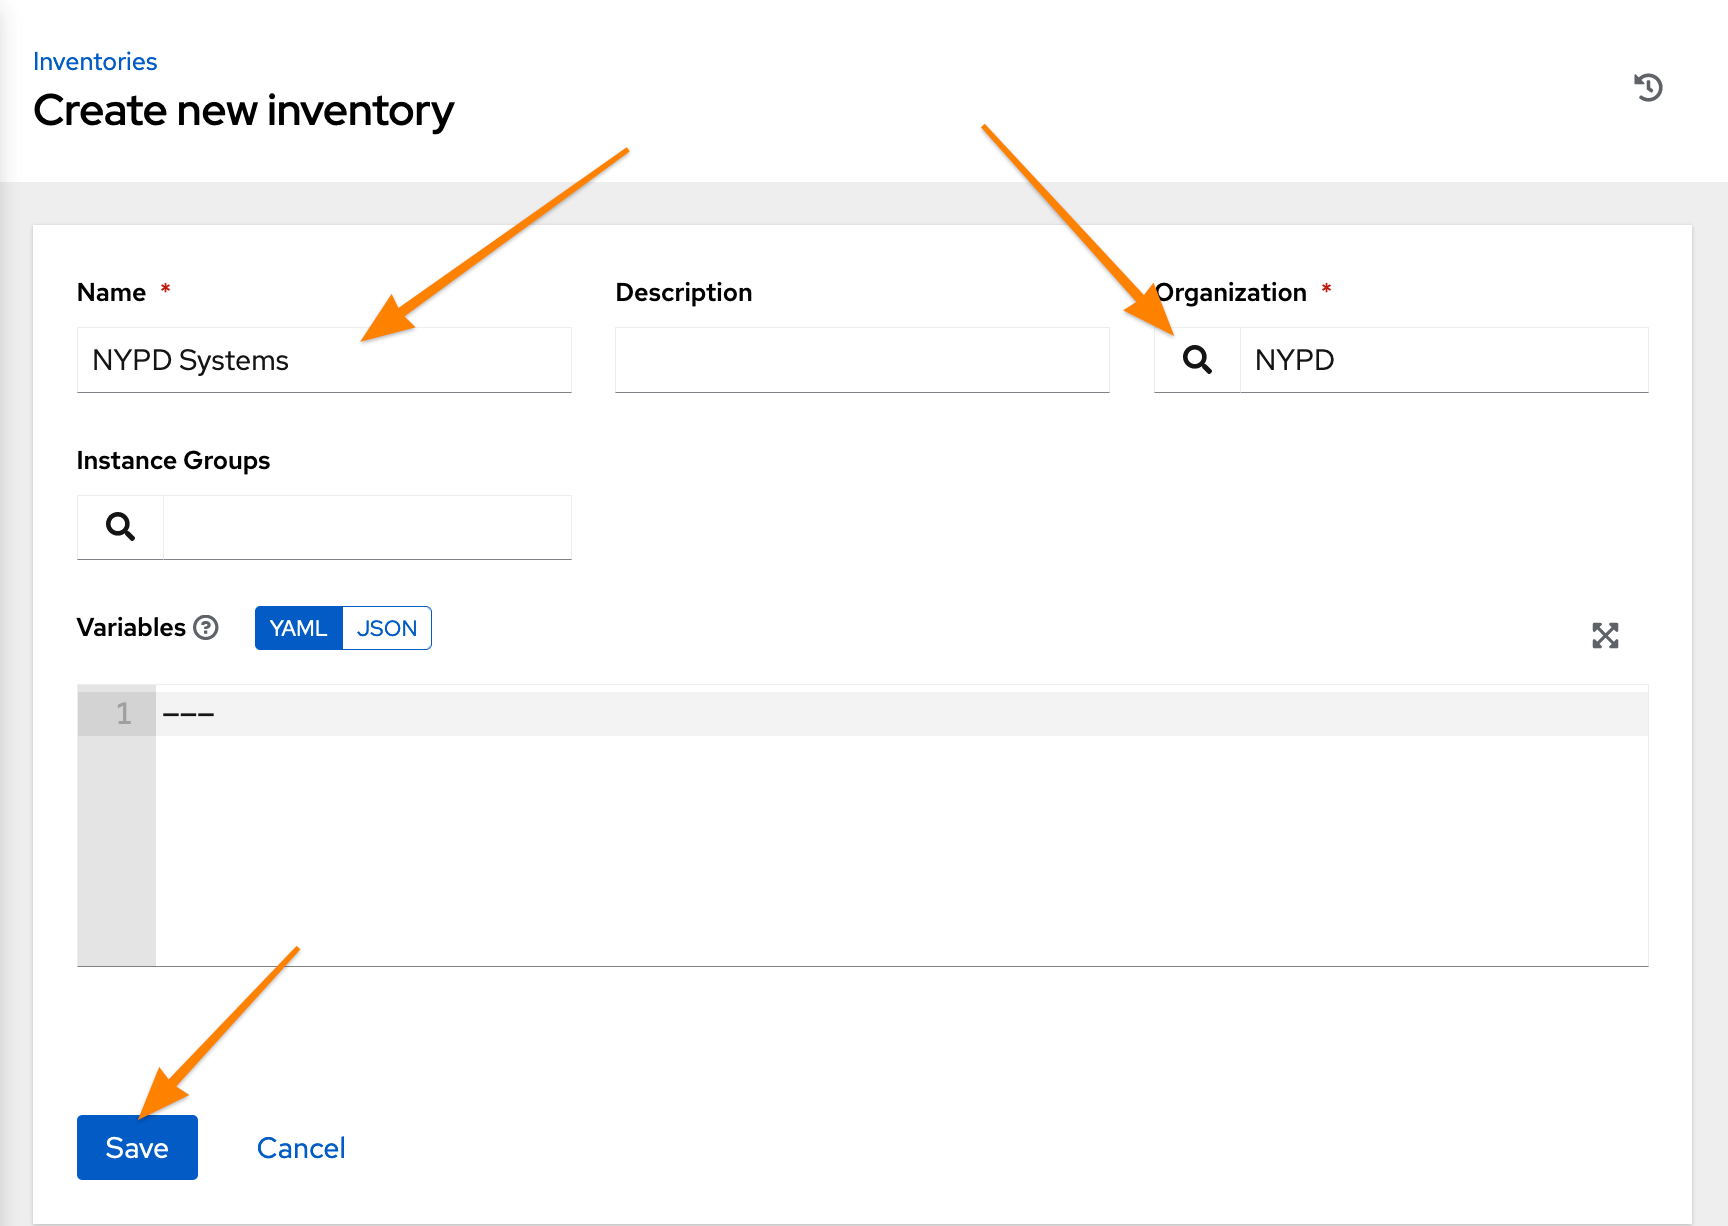 Inventories
Create new inventory
Name *
Description
Organization *
NYPD Systems
NYPD
Instance Groups
Variables
YAML
JSON
1
---
Save
Cancel